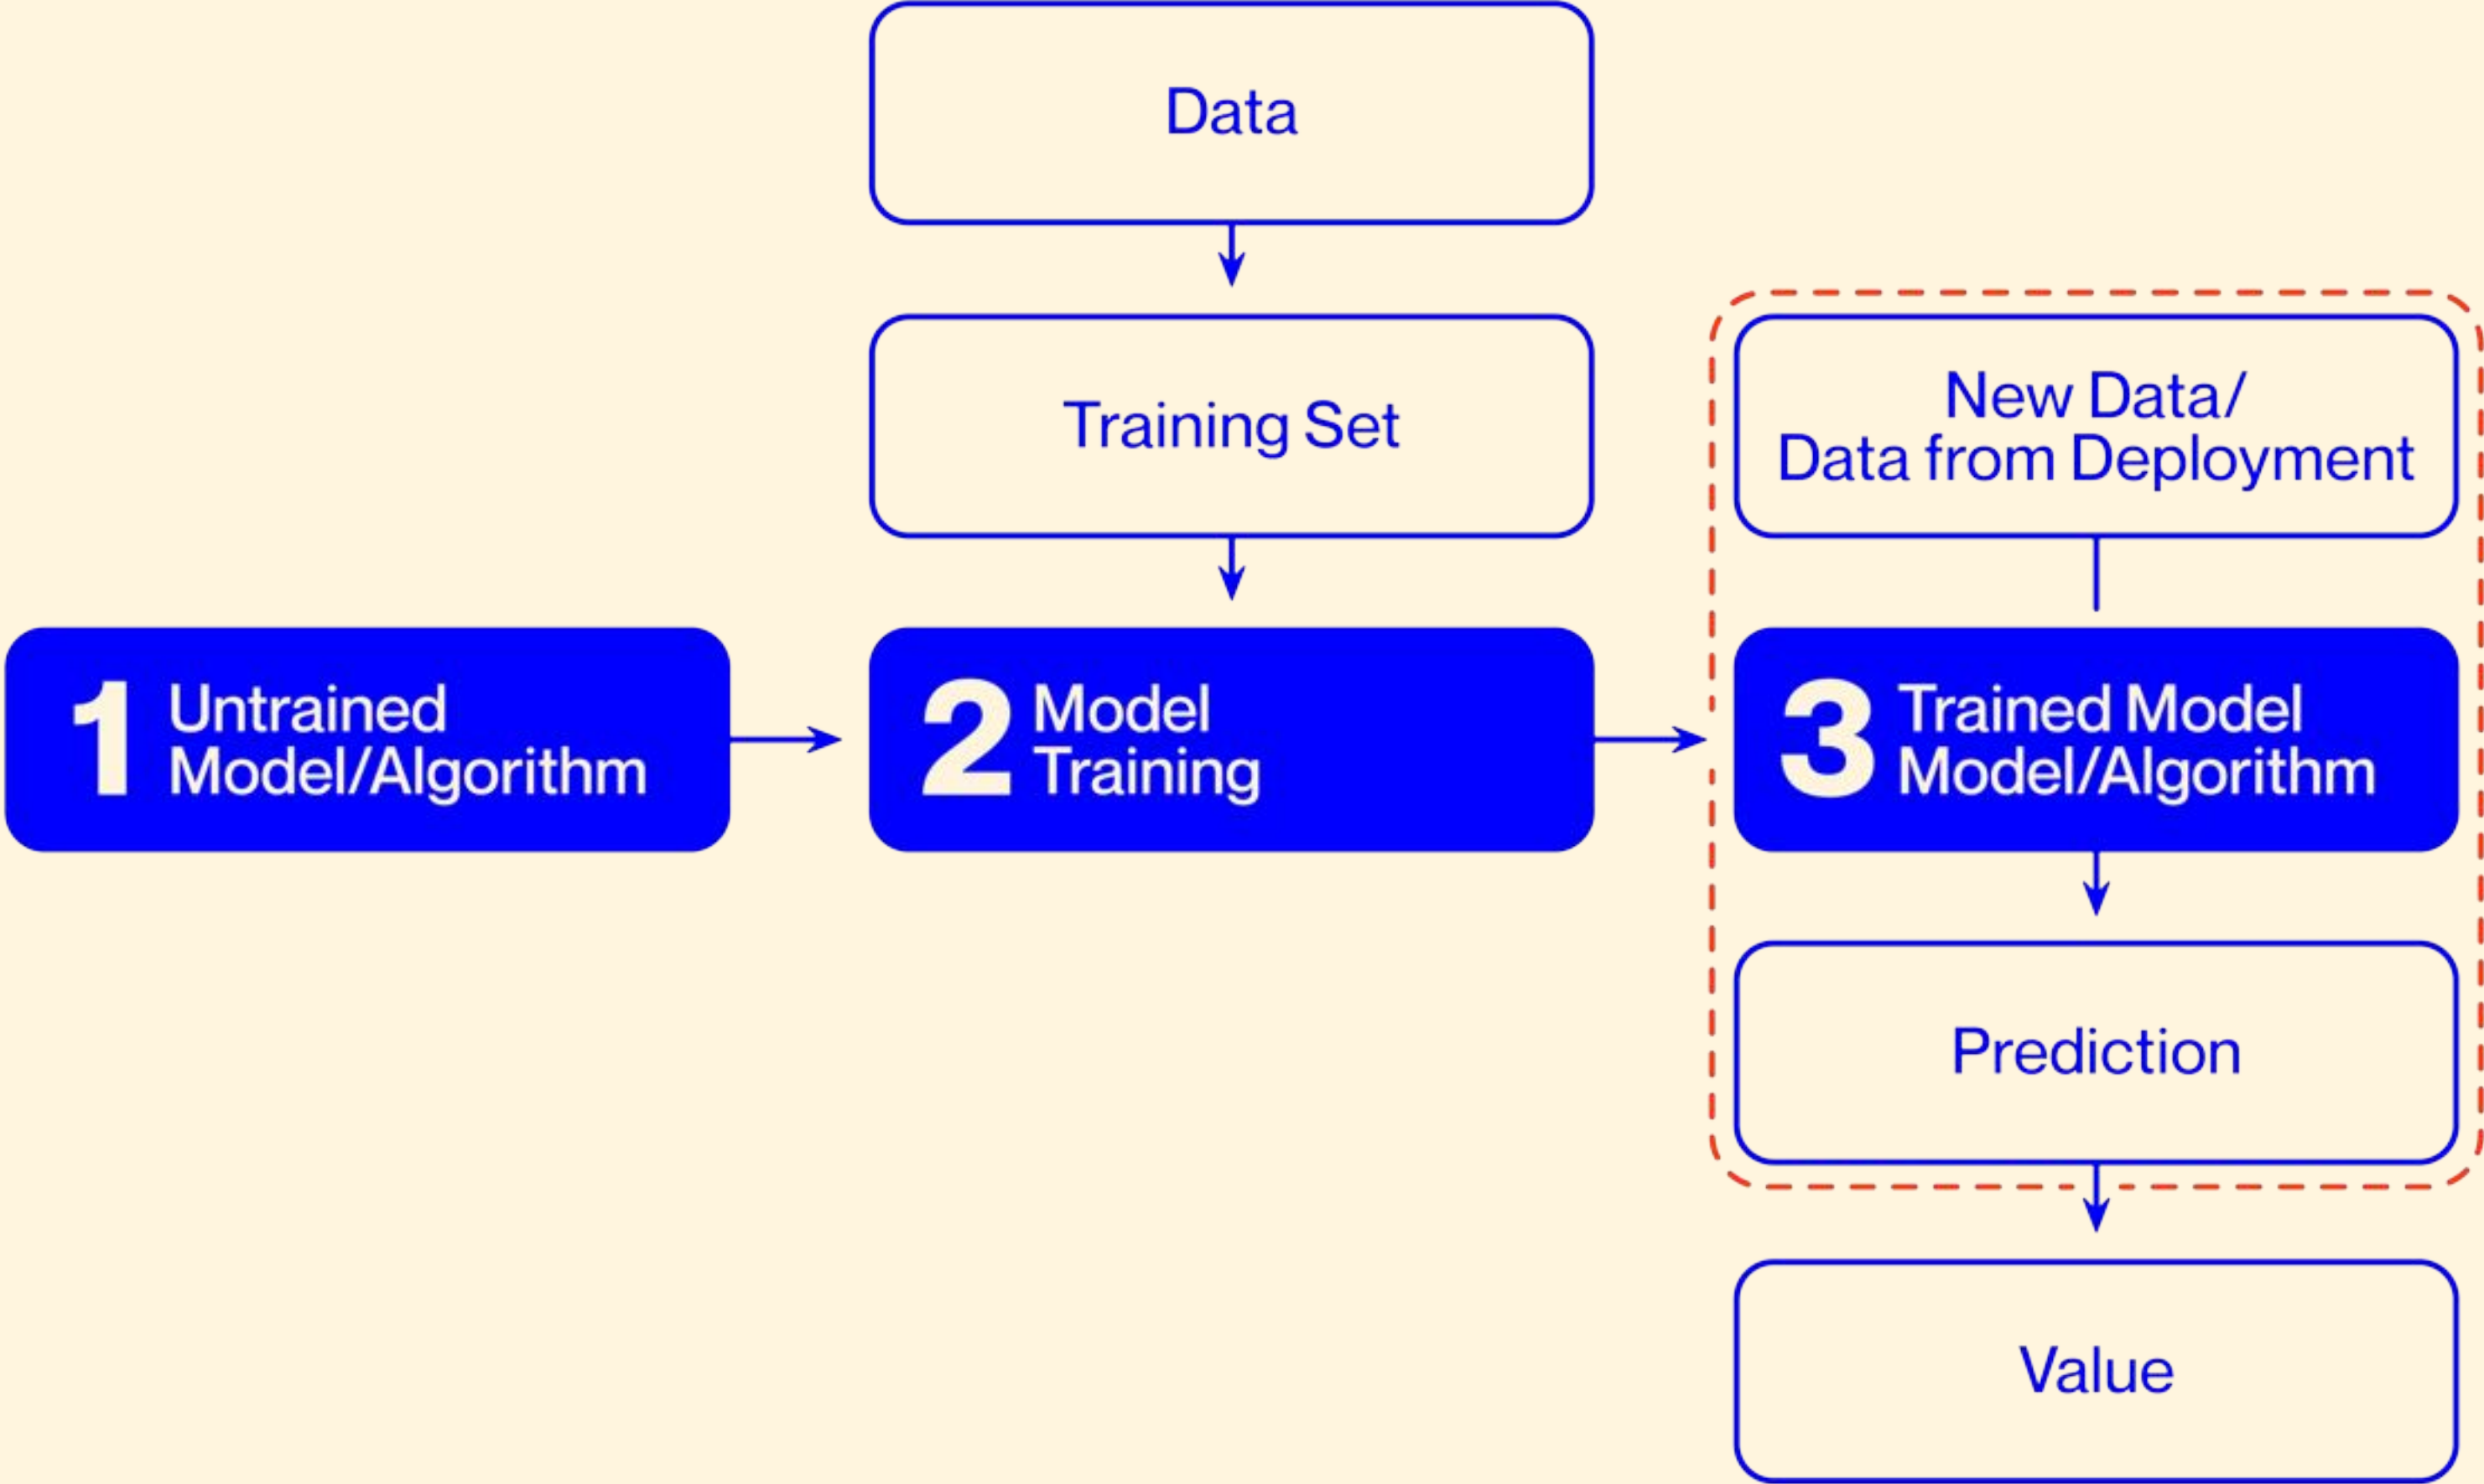 Data
Training Set
New Data/
Data from Deployment
1 Untrained
Model/Algorithm
2 Model
Training
3 Trained Model
Model/Algorithm
Prediction
Value